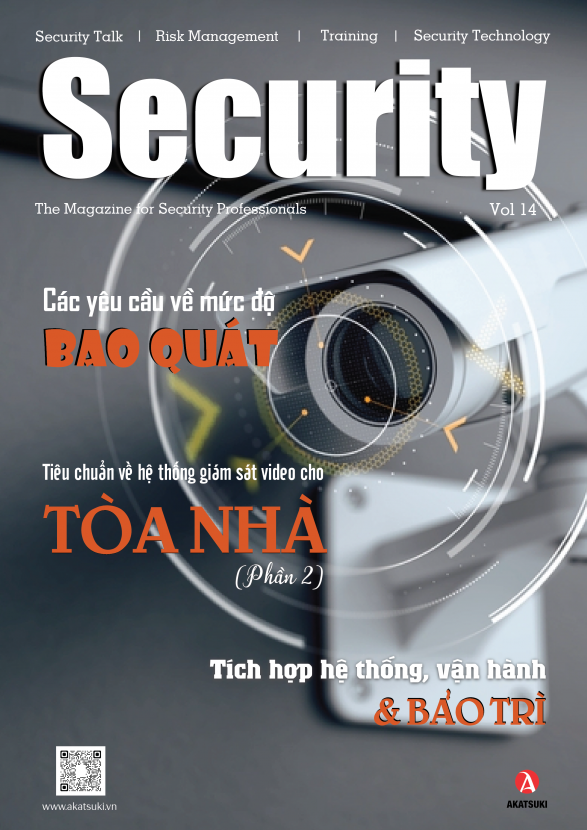 Security Talk | Risk Management | Training | Security Technology
Security
The Magazine for Security Professionals Vol 14
Các yêu cầu về mức độ
BAO QUÁT
Tiêu chuẩn về hệ thống giám sát video cho
TÒA NHÀ
(Phần 2)
Tích hợp hệ thống, vận hành
& BẢO TRÌ
www.akatsuki.vn
A
AKATSUKI